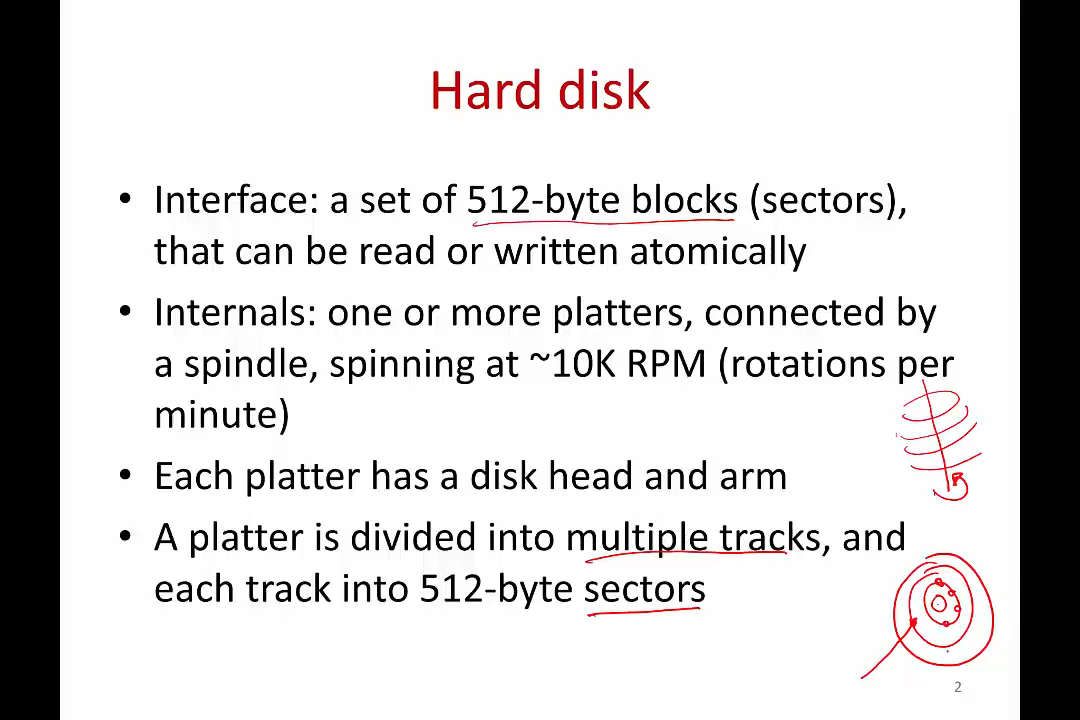 Hard disk
• Interface: a set of 512-byte blocks (sectors),
that can be read or written atomically
• Internals: one or more platters, connected by
a spindle, spinning at ~10K RPM (rotations per
minute)
• Each platter has a disk head and arm
• A platter is divided into multiple tracks, and
each track into 512-byte sectors
2